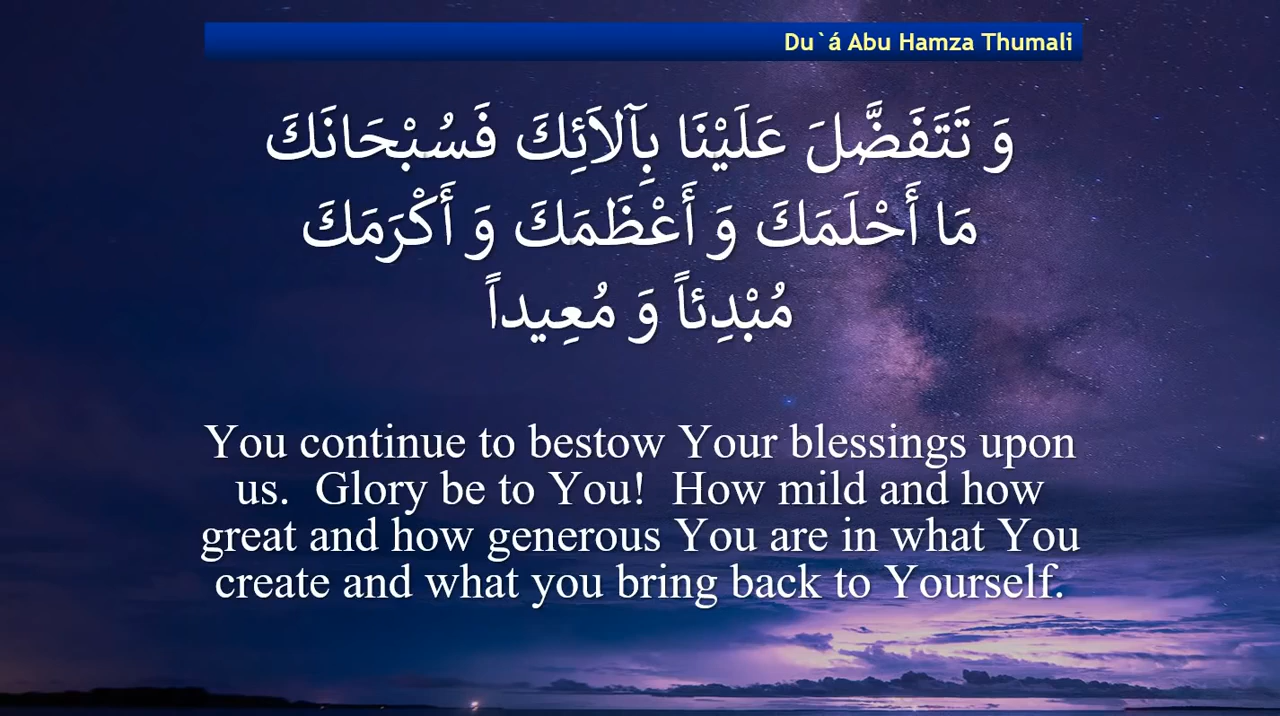 Du`á Abu Hamza Thumali
وَ تَتَفَضَّلَ عَلَيْنَا بِآلاَئِكَ فَسُبْحَانَكَ
مَا أَحْلَمَكَ وَ أَعْظَمَكَ وَ أَكْرَمَكَ
مُبْدِئاً وَ مُعِيداً
You continue to bestow Your blessings upon
us.  Glory be to You!  How mild and how
great and how generous You are in what You
create and what you bring back to Yourself.